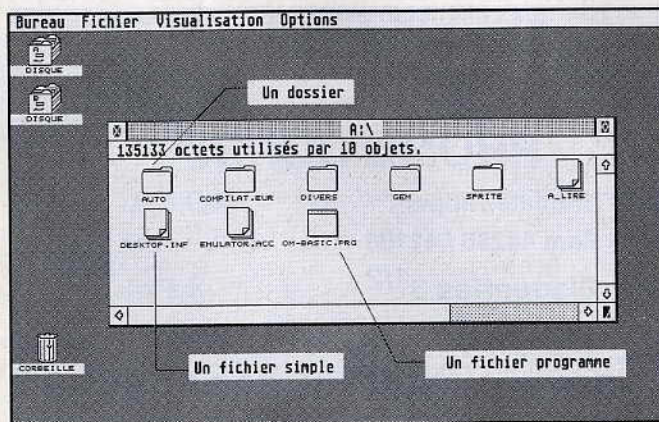 Bureau Fichier Visualisation Options
DISQUE
DISQUE
Un dossier
A:\
135133 octets utilisés par 10 objets.
AUTO COMPILAT.EUR DIVERS GEM SPRITE A_LIRE
DESKTOP.INF EMULATOR.ACC OM-BASIC.PRG
CORBEILLE
Un fichier simple
Un fichier programme